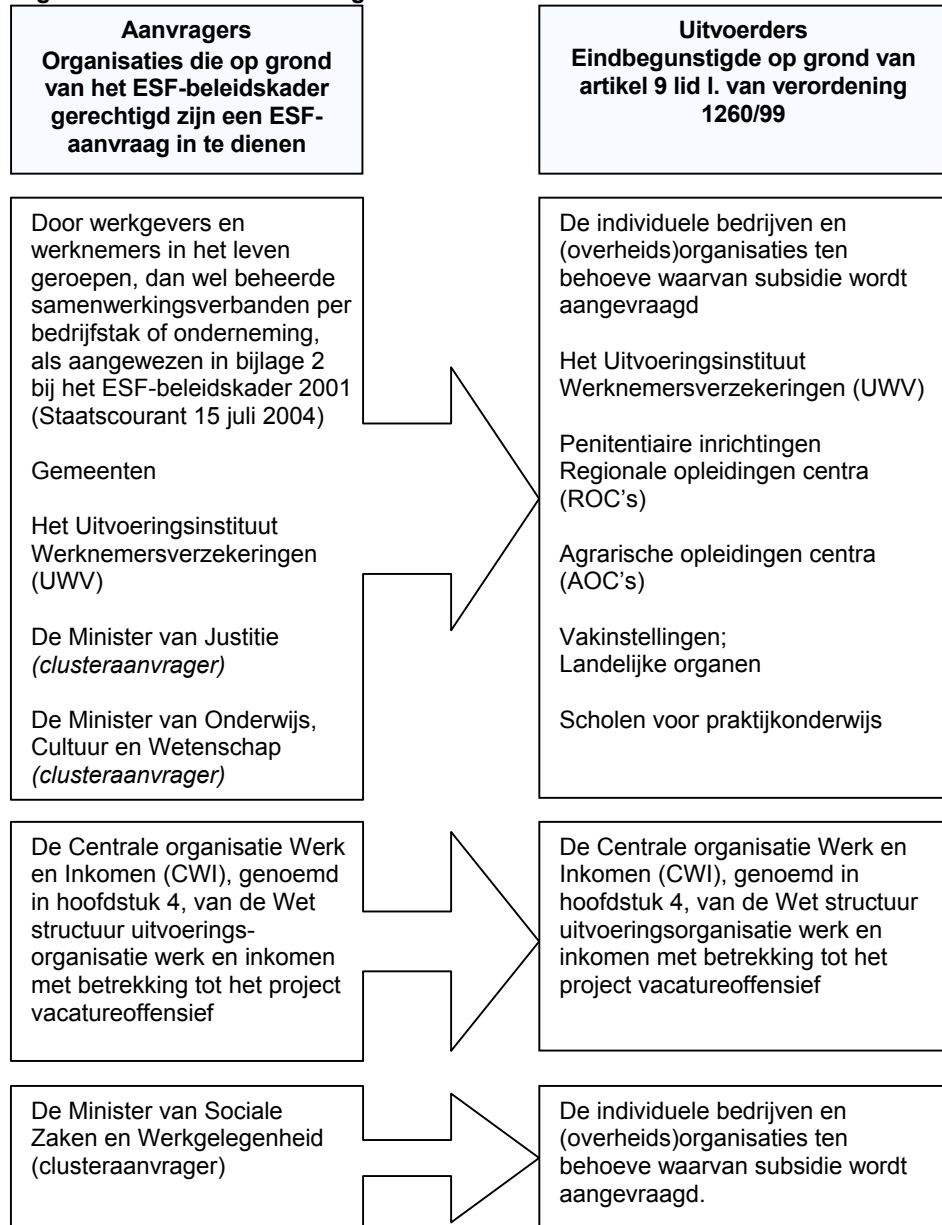 Aanvragers
Organisaties die op grond
van het ESF-beleidskader
gerechtigd zijn een ESF-
aanvraag in te dienen
Uitvoerders
Eindbegunstigde op grond van
artikel 9 lid l. van verordening
1260/99
Door werkgevers en
werknemers in het leven
geroepen, dan wel beheerde
samenwerkingsverbanden per
bedrijfstak of onderneming,
als aangewezen in bijlage 2
bij het ESF-beleidskader 2001
(Staatscourant 15 juli 2004)
Gemeenten
Het Uitvoeringsinstituut
Werknemersverzekeringen
(UWV)
De Minister van Justitie
(clusteraanvrager)
De Minister van Onderwijs,
Cultuur en Wetenschap
(clusteraanvrager)
De individuele bedrijven en
(overheids)organisaties ten
behoeve waarvan subsidie wordt
aangevraagd
Het Uitvoeringsinstituut
Werknemersverzekeringen (UWV)
Penitentiaire inrichtingen
Regionale opleidingen centra
(ROC's)
Agrarische opleidingen centra
(AOC's)
Vakinstellingen;
Landelijke organen
Scholen voor praktijkonderwijs
De Centrale organisatie Werk
en Inkomen (CWI), genoemd
in hoofdstuk 4, van de Wet
structuur uitvoerings-
organisatie werk en inkomen
met betrekking tot het project
vacatureoffensief
De Centrale organisatie Werk en
Inkomen (CWI), genoemd in
hoofdstuk 4, van de Wet structuur
uitvoeringsorganisatie werk en
inkomen met betrekking tot het
project vacatureoffensief
De Minister van Sociale
Zaken en Werkgelegenheid
(clusteraanvrager)
De individuele bedrijven en
(overheids)organisaties ten
behoeve waarvan subsidie wordt
aangevraagd.